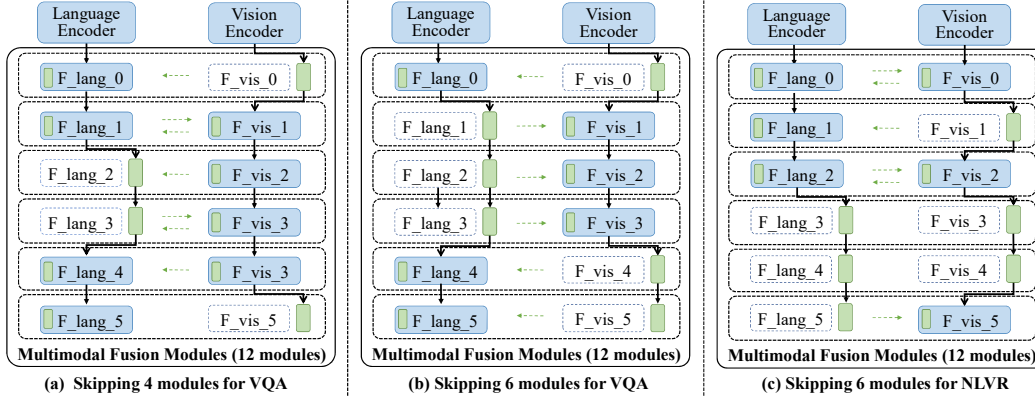 Language
Encoder
Vision
Encoder
F_lang_0
F_vis_0
F_lang_1
F_vis_1
F_lang_2
F_vis_2
F_lang_3
F_vis_3
F_lang_4
F_vis_3
F_lang_5
F_vis_5
Multimodal Fusion Modules (12 modules)
(a) Skipping 4 modules for VQA
Language
Encoder
Vision
Encoder
F_lang_0
F_vis_0
F_lang_1
F_vis_1
F_lang_2
F_vis_2
F_lang_3
F_vis_3
F_lang_4
F_vis_4
F_lang_5
F_vis_5
Multimodal Fusion Modules (12 modules)
(b) Skipping 6 modules for VQA
Language
Encoder
Vision
Encoder
F_lang_0
F_vis_0
F_lang_1
F_vis_1
F_lang_2
F_vis_2
F_lang_3
F_vis_3
F_lang_4
F_vis_4
F_lang_5
F_vis_5
Multimodal Fusion Modules (12 modules)
(c) Skipping 6 modules for NLVR